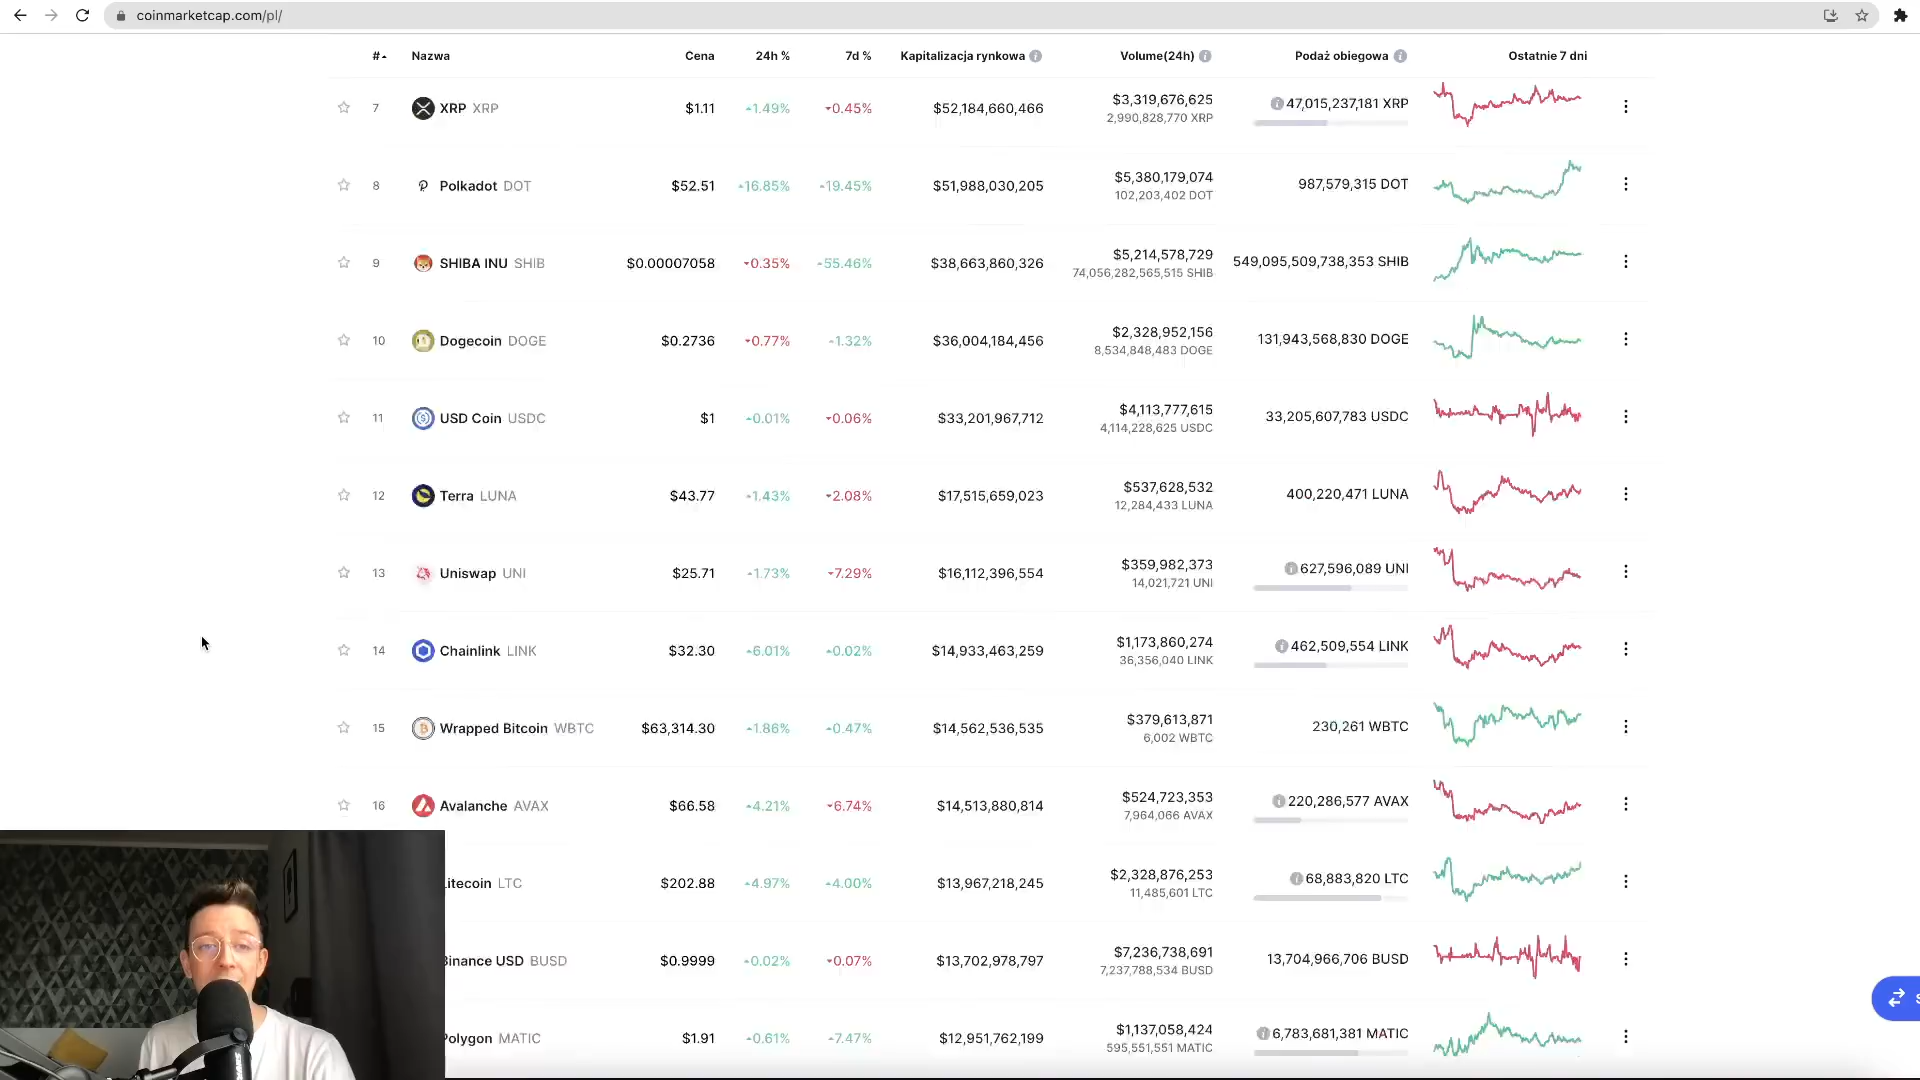 coinmarketcap.com/pl/
# Nazwa Cena 24h % 7d % Kapitalizacja rynkowa Volume(24h) Podaż obiegowa Ostatnie 7 dni
7 XRP XRP $1.11 1.49% 0.45% $52,184,660,466 $3,319,676,625 47,015,237,181 XRP
2,990,828,770 XRP
8 Polkadot DOT $52.51 16.85% 19.45% $51,988,030,205 $5,380,179,074 987,579,315 DOT
102,203,402 DOT
9 SHIBA INU SHIB $0.00007058 0.35% 55.46% $38,663,860,326 $5,214,578,729 549,095,509,738,353 SHIB
74,056,282,565,515 SHIB
10 Dogecoin DOGE $0.2736 0.77% 1.32% $36,004,184,456 $2,328,952,156 131,943,568,830 DOGE
8,534,848,483 DOGE
11 USD Coin USDC $1 0.01% 0.06% $33,201,967,712 $4,113,777,615 33,205,607,783 USDC
4,114,228,625 USDC
12 Terra LUNA $43.77 1.43% 2.08% $17,515,659,023 $537,628,532 400,220,471 LUNA
12,284,433 LUNA
13 Uniswap UNI $25.71 1.73% 7.29% $16,112,396,554 $359,982,373 627,596,089 UNI
14,021,721 UNI
14 Chainlink LINK $32.30 6.01% 0.02% $14,933,463,259 $1,173,860,274 462,509,554 LINK
36,356,040 LINK
15 Wrapped Bitcoin WBTC $63,314.30 1.86% 0.47% $14,562,536,535 $379,613,871 230,261 WBTC
6,002 WBTC
16 Avalanche AVAX $66.58 4.21% 6.74% $14,513,880,814 $524,723,353 220,286,577 AVAX
7,964,066 AVAX
itecoin LTC $202.88 4.97% 4.00% $13,967,218,245 $2,328,876,253 68,883,820 LTC
11,485,601 LTC
inance USD BUSD $0.9999 0.02% 0.07% $13,702,978,797 $7,236,738,691 13,704,966,706 BUSD
7,237,788,534 BUSD
olygon MATIC $1.91 0.61% 7.47% $12,951,762,199 $1,137,058,424 6,783,681,381 MATIC
595,551,551 MATIC